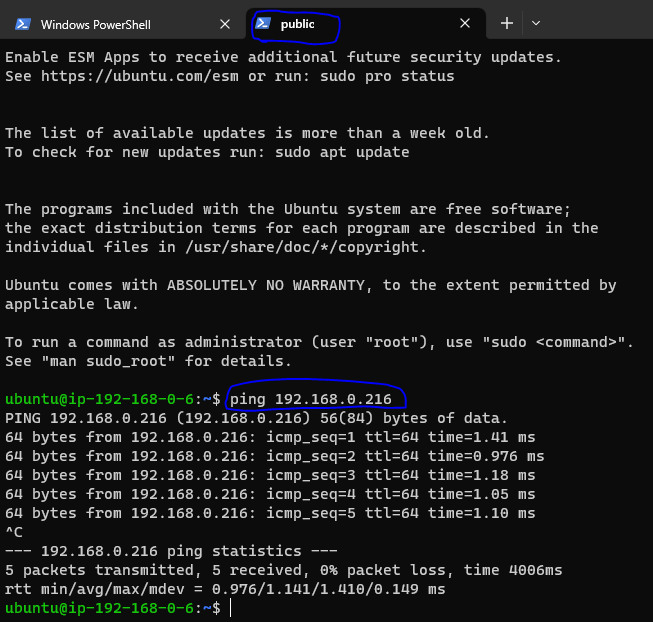 Windows PowerShell
public
Enable ESM Apps to receive additional future security updates.
See https://ubuntu.com/esm or run: sudo pro status
The list of available updates is more than a week old.
To check for new updates run: sudo apt update
The programs included with the Ubuntu system are free software;
the exact distribution terms for each program are described in the
individual files in /usr/share/doc/*/copyright.
Ubuntu comes with ABSOLUTELY NO WARRANTY, to the extent permitted by
applicable law.
To run a command as administrator (user "root"), use "sudo <command>".
See "man sudo_root" for details.
ubuntu@ip-192-168-0-6:~$ ping 192.168.0.216
PING 192.168.0.216 (192.168.0.216) 56(84) bytes of data.
64 bytes from 192.168.0.216: icmp_seq=1 ttl=64 time=1.41 ms
64 bytes from 192.168.0.216: icmp_seq=2 ttl=64 time=0.976 ms
64 bytes from 192.168.0.216: icmp_seq=3 ttl=64 time=1.18 ms
64 bytes from 192.168.0.216: icmp_seq=4 ttl=64 time=1.05 ms
64 bytes from 192.168.0.216: icmp_seq=5 ttl=64 time=1.10 ms
^C
--- 192.168.0.216 ping statistics ---
5 packets transmitted, 5 received, 0% packet loss, time 4006ms
rtt min/avg/max/mdev = 0.976/1.141/1.410/0.149 ms
ubuntu@ip-192-168-0-6:~$